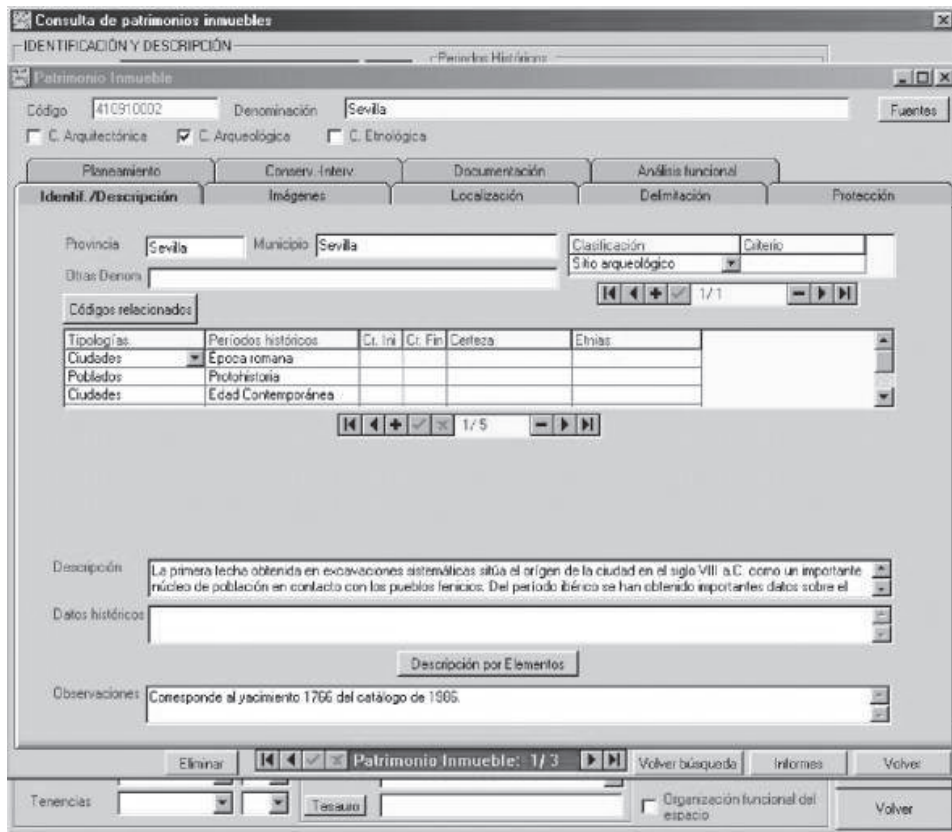 Consulta de patrimonios inmuebles
IDENTIFICACIÓN Y DESCRIPCIÓN
Periodos Históricos
Patrimonio Inmueble
Código 410910002 Denominación Sevilla Fuentes
C. Arquitectónica C. Arqueológica C. Etnológica
Planeamiento Conserv.-Interv Documentación Análisis funcional
Identif./Descripción Imágenes Localización Delimitación Protección
Provincia Sevilla Municipio Sevilla
Clasificación Criterio
Sitio arqueológico
Otras Denom
1/1
Códigos relacionados
Tipologías Períodos históricos Cr. Ini Cr. Fin Certeza Etnias
Ciudades Época romana
Poblados Protohistoria
Ciudades Edad Contemporánea
1/5
Descripción La primera fecha obtenida en excavaciones sistemáticas sitúa el orígen de la ciudad en el siglo VIII a.C. como un importante
núcleo de población en contacto con los pueblos fenicios. Del periodo ibérico se han obtenido importantes datos sobre el
Datos históricos
Descripción por Elementos
Observaciones Corresponde al yacimiento 1766 del catálogo de 1986.
Eliminar Patrimonio Inmueble: 1/3 Volver búsqueda Informes Volver
Tenencias Tesauro Organización funcional del
espacio
Volver